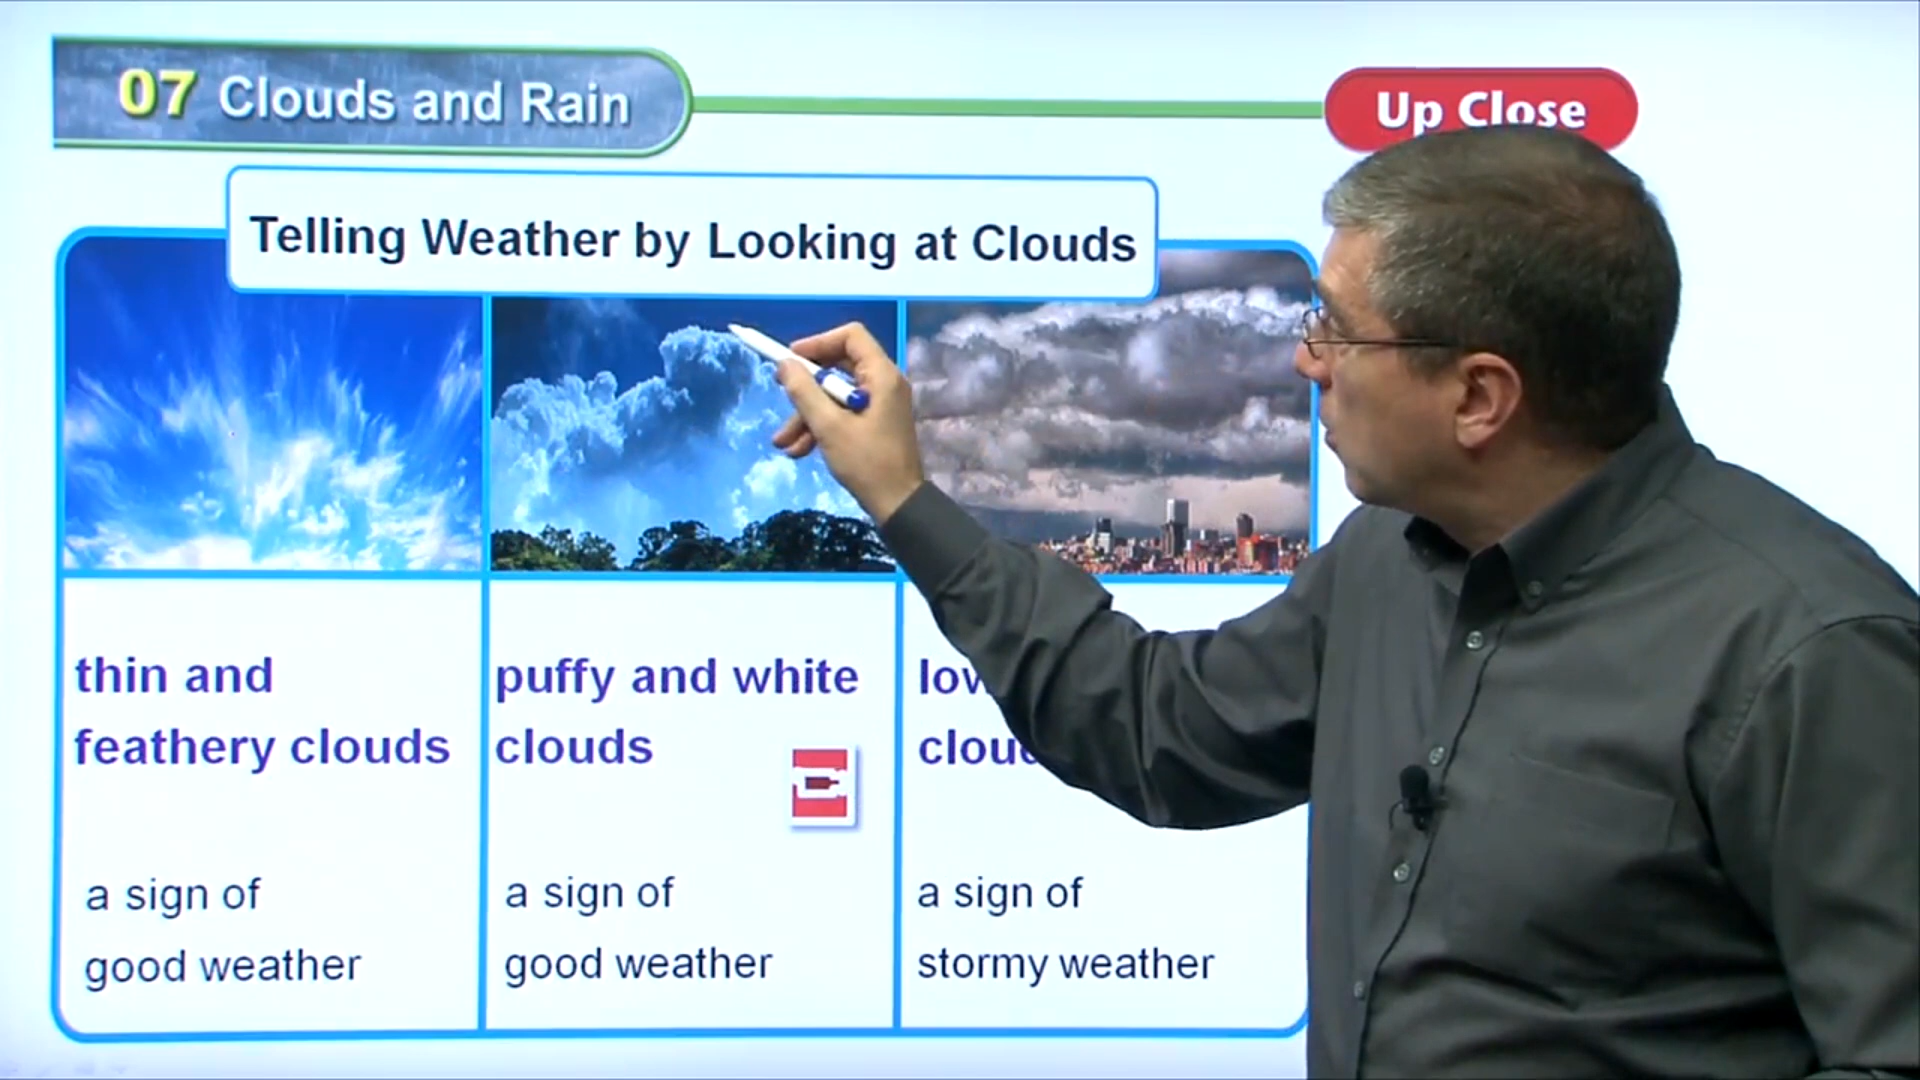 07 Clouds and Rain
Up Close
Telling Weather by Looking at Clouds
thin and
feathery clouds
puffy and white
clouds
a sign of
good weather
a sign of
good weather
a sign of
stormy weather